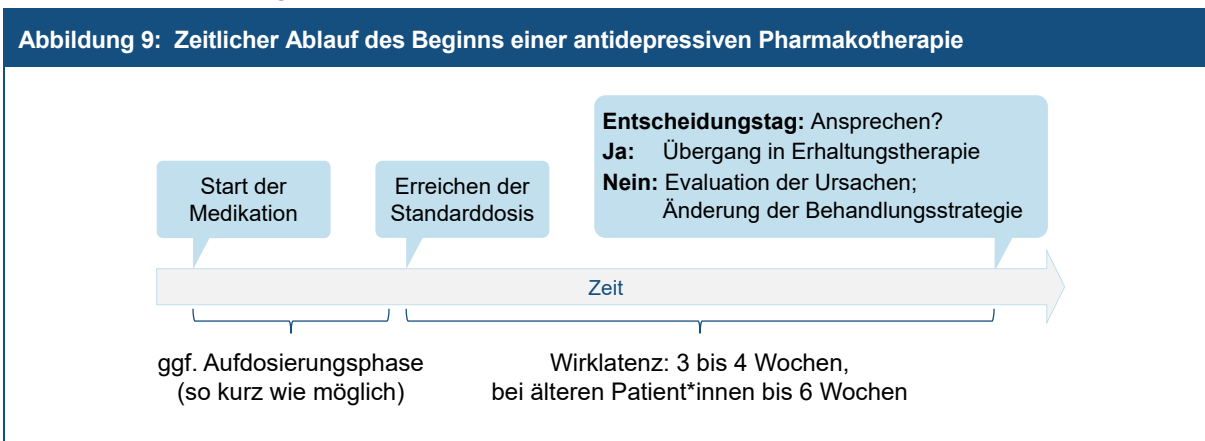 Abbildung 9: Zeitlicher Ablauf des Beginns einer antidepressiven Pharmakotherapie
Start der
Medikation
Erreichen der
Standarddosis
Entscheidungstag: Ansprechen?
Ja: Übergang in Erhaltungstherapie
Nein: Evaluation der Ursachen;
Änderung der Behandlungsstrategie
Zeit
ggf. Aufdosierungsphase
(so kurz wie möglich)
Wirklatenz: 3 bis 4 Wochen,
bei älteren Patient*innen bis 6 Wochen